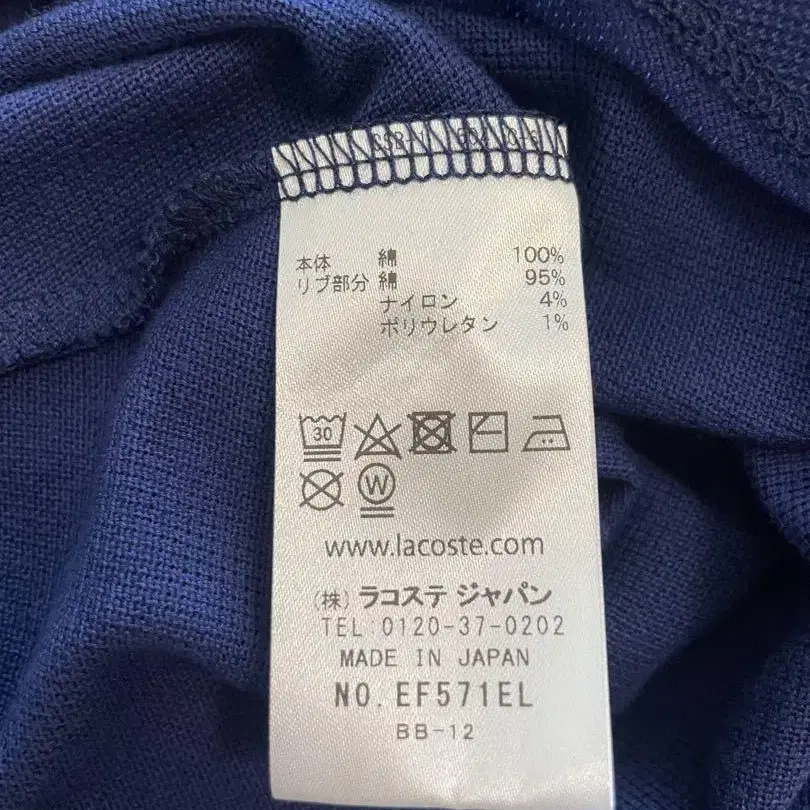 本体 綿 100%
リブ部分 綿 95%
ナイロン 4%
ポリウレタン 1%
30
W
www.lacoste.com
(株) ラコステ ジャパン
TEL:0120-37-0202
MADE IN JAPAN
NO. EF571EL
BB-12